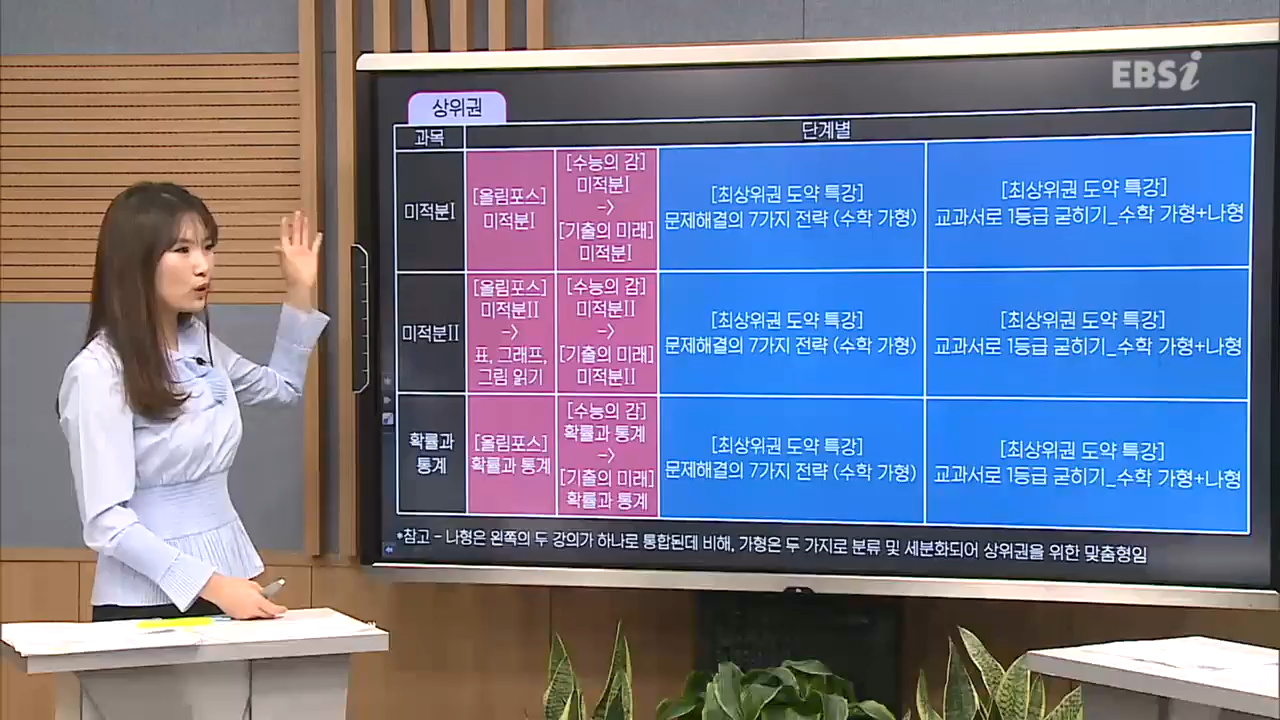 EBSi
상위권
과목
단계별
미적분I
[올림포스]
미적분I
[수능의 감]
미적분I
->
[기출의 미래]
미적분I
[최상위권 도약 특강]
문제해결의 7가지 전략 (수학 가형)
[최상위권 도약 특강]
교과서로 1등급 굳히기_수학 가형+나형
미적분II
[올림포스]
미적분II
->
표, 그래프,
그림 읽기
[수능의 감]
미적분II
->
[기출의 미래]
미적분II
[최상위권 도약 특강]
문제해결의 7가지 전략 (수학 가형)
[최상위권 도약 특강]
교과서로 1등급 굳히기_수학 가형+나형
확률과
통계
[올림포스]
확률과 통계
[수능의 감]
확률과 통계
->
[기출의 미래]
확률과 통계
[최상위권 도약 특강]
문제해결의 7가지 전략 (수학 가형)
[최상위권 도약 특강]
교과서로 1등급 굳히기_수학 가형+나형
*참고 - 나형은 왼쪽의 두 강의가 하나로 통합된데 비해, 가형은 두 가지로 분류 및 세분화되어 상위권을 위한 맞춤형임